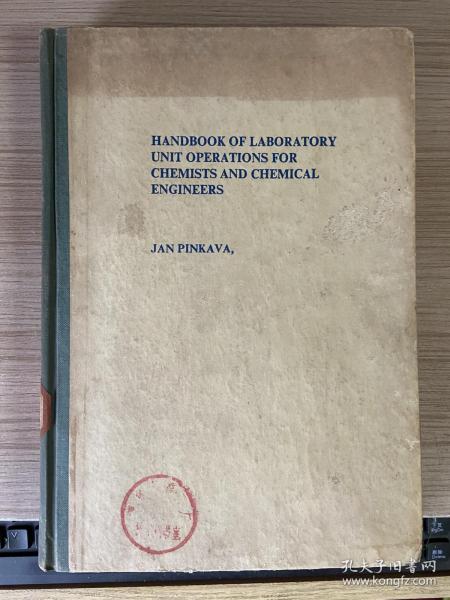 HANDBOOK OF LABORATORY
UNIT OPERATIONS FOR
CHEMISTS AND CHEMICAL
ENGINEERS
JAN PINKAVA,
孔夫子旧书网
www.kongfz.com